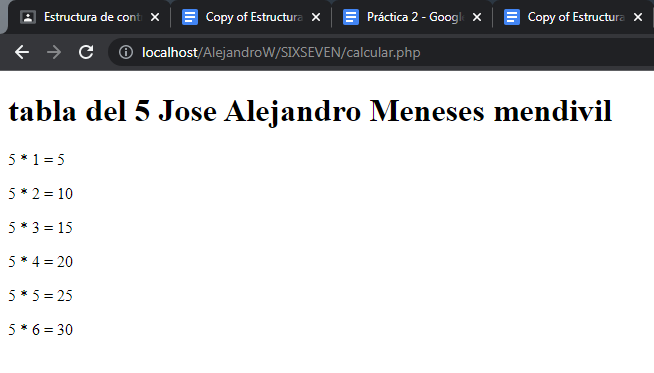 Estructura de cont
Copy of Estructura
Práctica 2 - Googl
Copy of Estructura
localhost/AlejandroW/SIXSEVEN/calcular.php
tabla del 5 Jose Alejandro Meneses mendivil
5 * 1 = 5
5 * 2 = 10
5 * 3 = 15
5 * 4 = 20
5 * 5 = 25
5 * 6 = 30